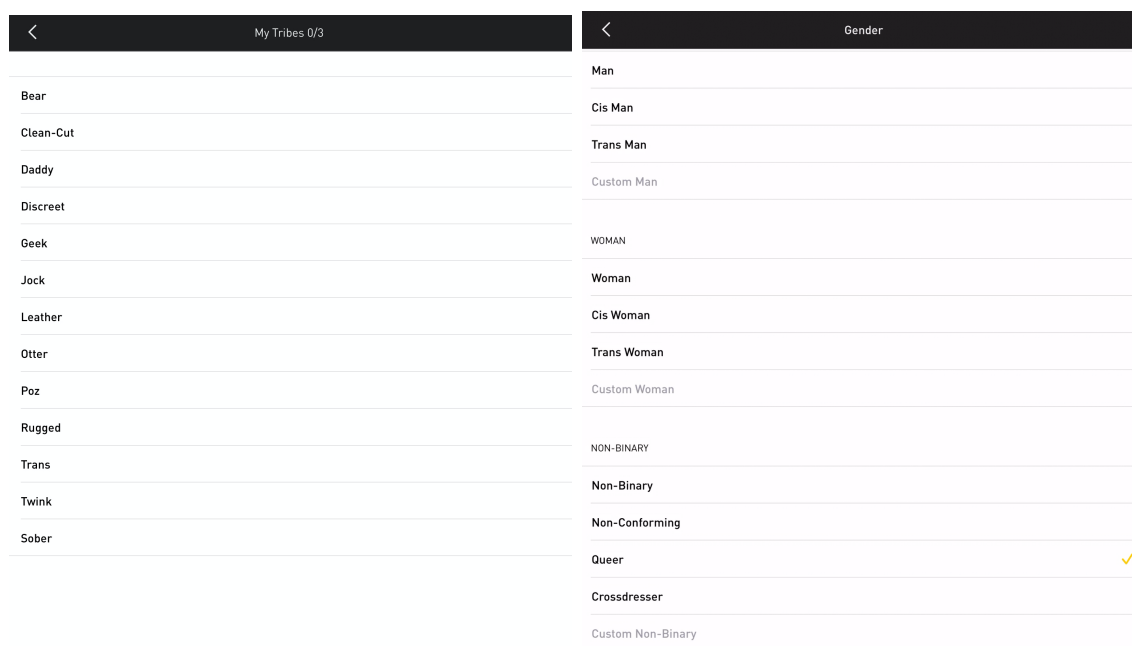 My Tribes 0/3
Bear
Clean-Cut
Daddy
Discreet
Geek
Jock
Leather
Otter
Poz
Rugged
Trans
Twink
Sober
Gender
Man
Cis Man
Trans Man
Custom Man
WOMAN
Woman
Cis Woman
Trans Woman
Custom Woman
NON-BINARY
Non-Binary
Non-Conforming
Queer
Crossdresser
Custom Non-Binary